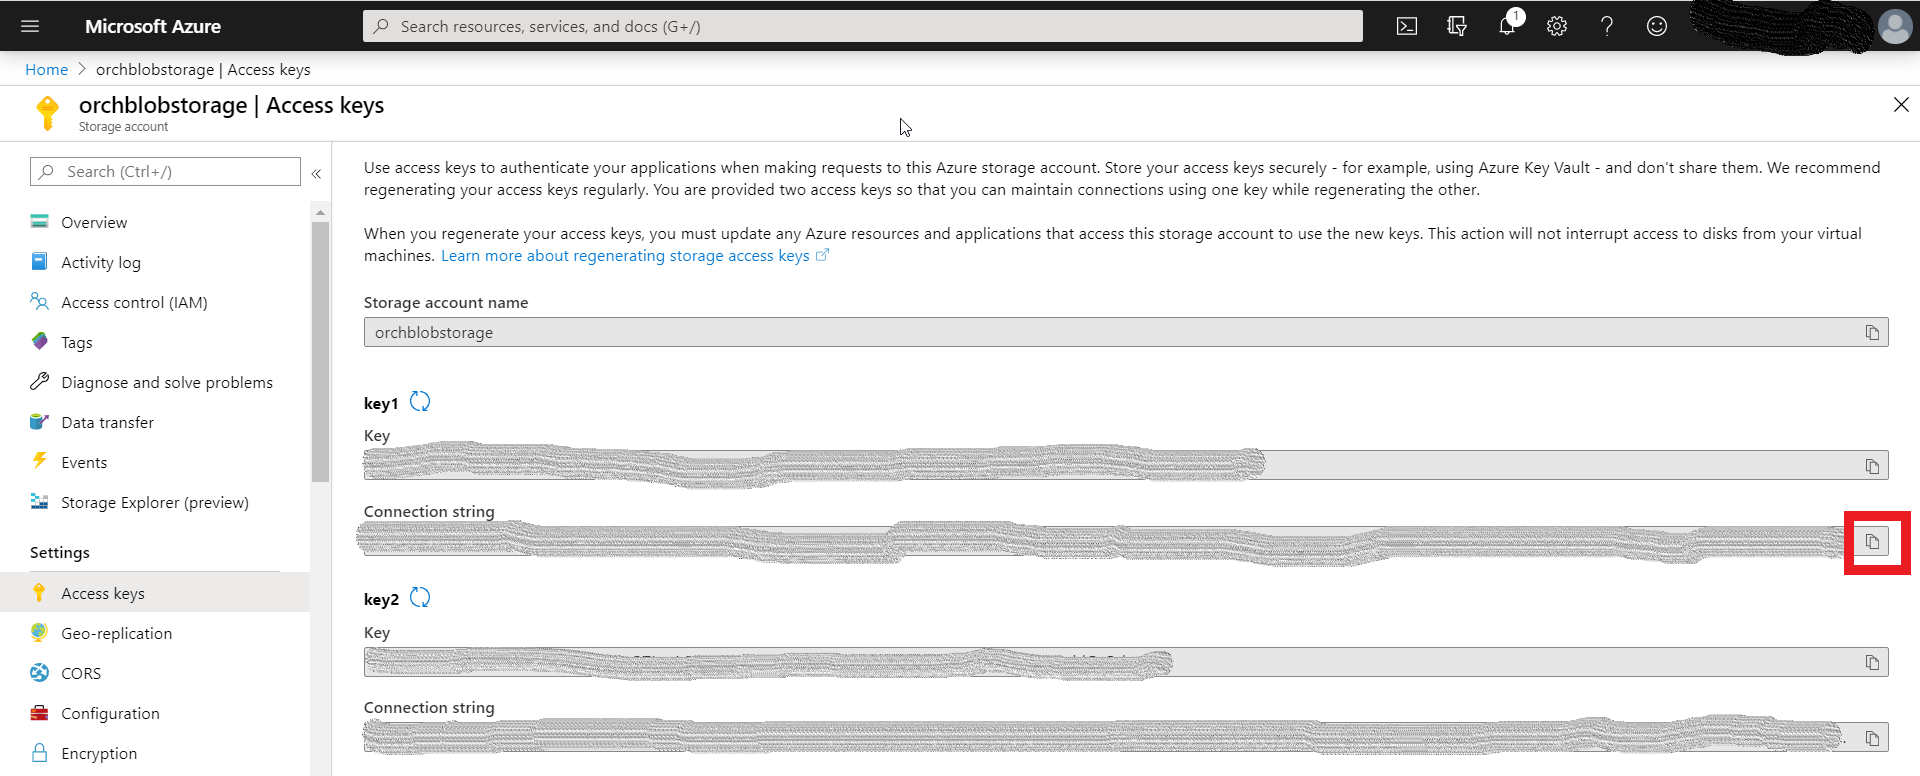 Microsoft Azure
Search resources, services, and docs (G+/)
1
Home > orchblobstorage | Access keys
orchblobstorage | Access keys
Storage account
Search (Ctrl+/)
«
Overview
Activity log
Access control (IAM)
Tags
Diagnose and solve problems
Data transfer
Events
Storage Explorer (preview)
Settings
Access keys
Geo-replication
CORS
Configuration
Encryption
Use access keys to authenticate your applications when making requests to this Azure storage account. Store your access keys securely - for example, using Azure Key Vault - and don't share them. We recommend
regenerating your access keys regularly. You are provided two access keys so that you can maintain connections using one key while regenerating the other.
When you regenerate your access keys, you must update any Azure resources and applications that access this storage account to use the new keys. This action will not interrupt access to disks from your virtual
machines. Learn more about regenerating storage access keys
Storage account name
orchblobstorage
key1
Key
Connection string
key2
Key
Connection string